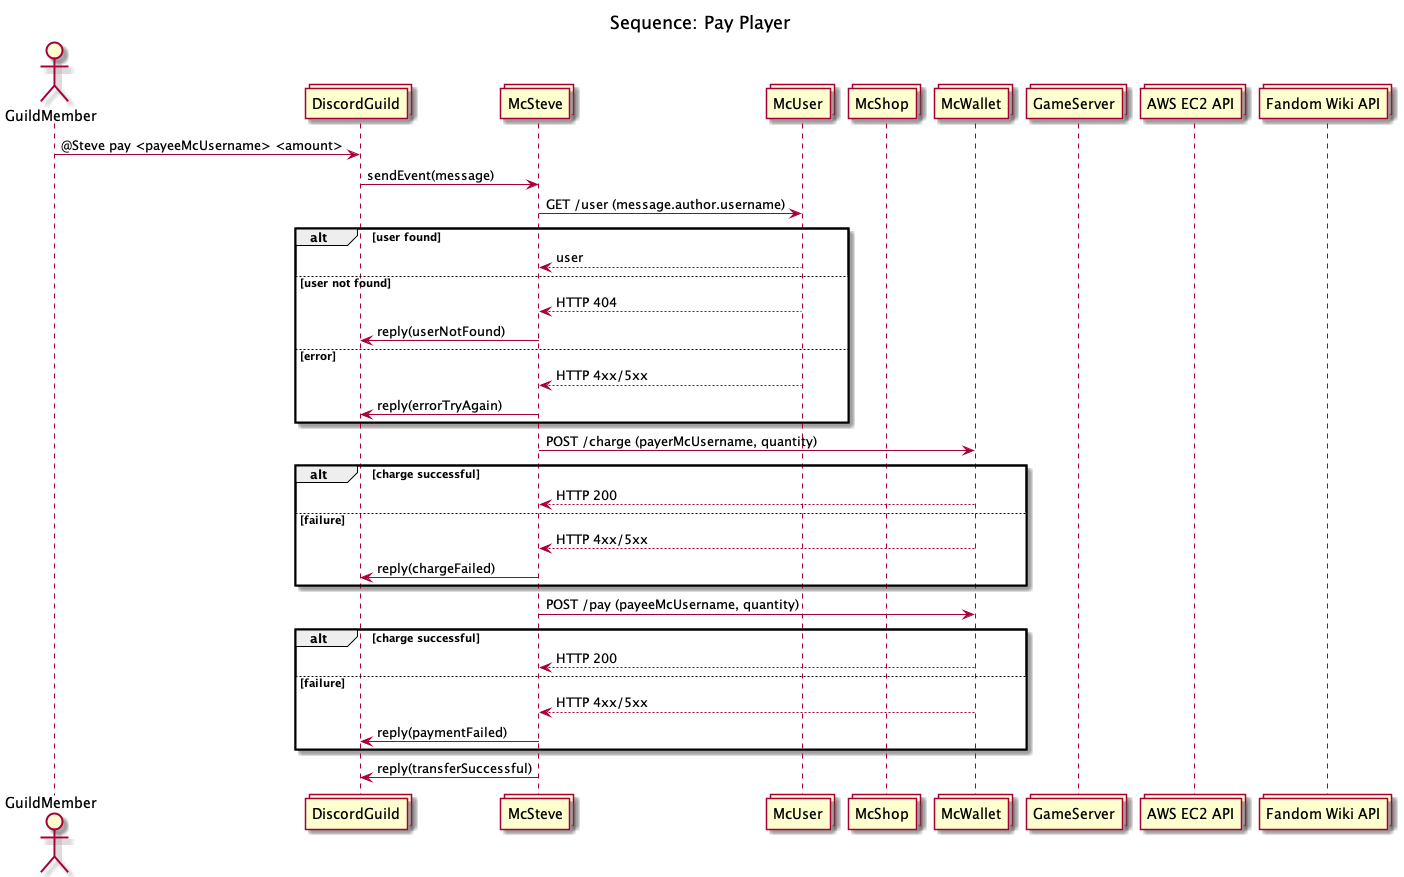 Sequence: Pay Player
GuildMember
DiscordGuild
McSteve
McUser
McShop
McWallet
GameServer
AWS EC2 API
Fandom Wiki API
@Steve pay <payeeMcUsername> <amount>
sendEvent(message)
GET /user (message.author.username)
alt
[user found]
user
[user not found]
HTTP 404
reply(userNotFound)
[error]
HTTP 4xx/5xx
reply(errorTryAgain)
POST /charge (payerMcUsername, quantity)
alt
[charge successful]
HTTP 200
[failure]
HTTP 4xx/5xx
reply(chargeFailed)
POST /pay (payeeMcUsername, quantity)
alt
[charge successful]
HTTP 200
[failure]
HTTP 4xx/5xx
reply(paymentFailed)
reply(transferSuccessful)
GuildMember
DiscordGuild
McSteve
McUser
McShop
McWallet
GameServer
AWS EC2 API
Fandom Wiki API